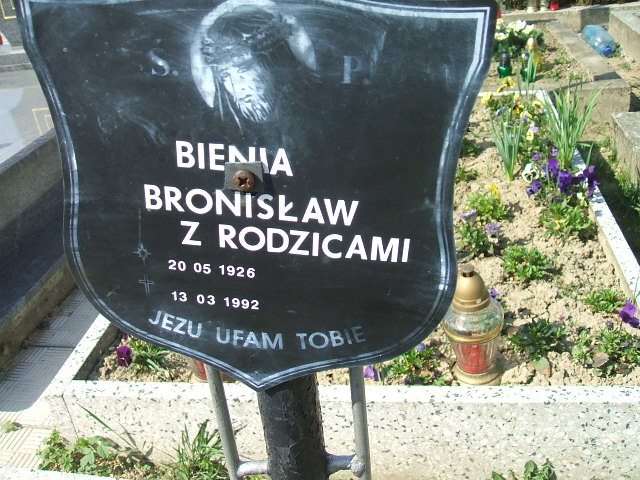 S. P.
BIENIA
BRONISŁAW
Z RODZICAMI
20 05 1926
13 03 1992
JEZU UFAM TOBIE